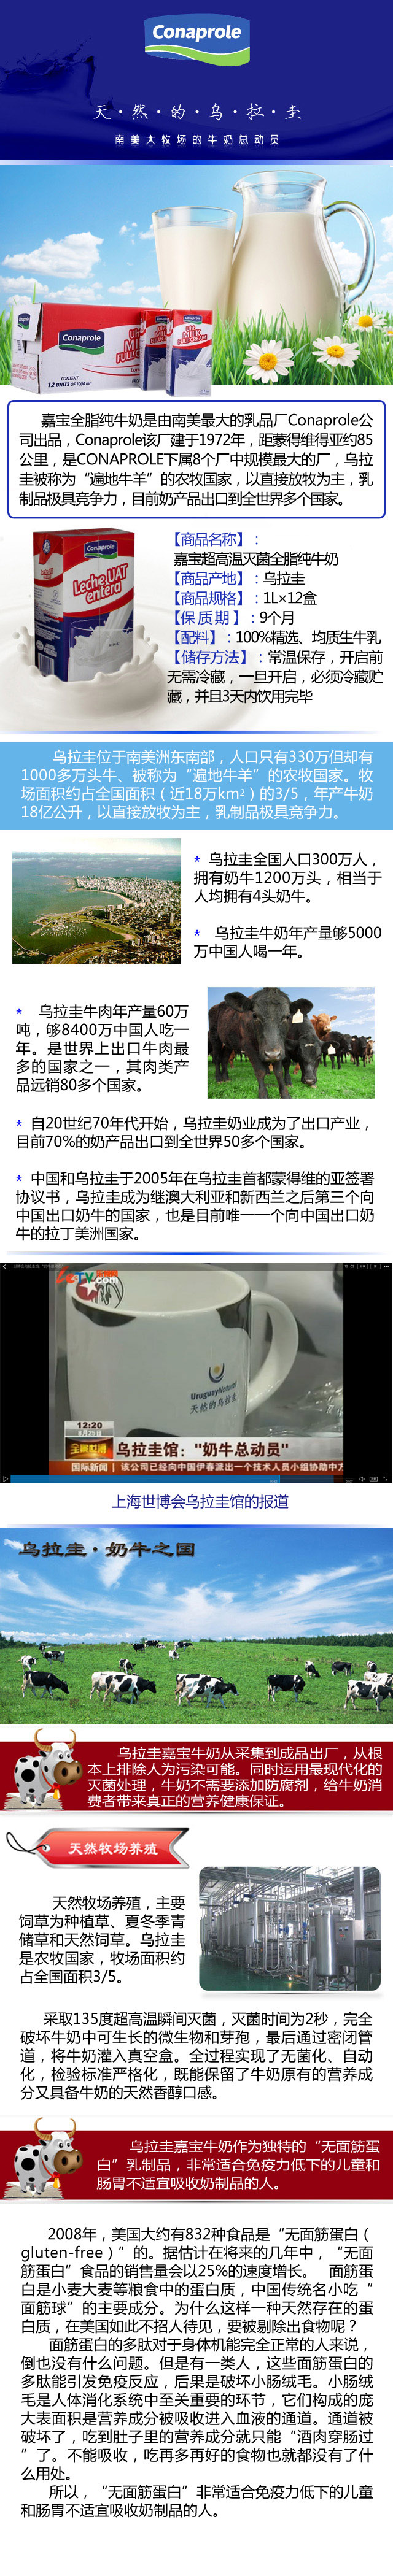 Conaprole
天·然·的·乌·拉·圭
南美大牧场的牛奶总动员
Conaprole
CONTENT
12 UNITS OF 1000 ml
UHT
MILK
FULL CREAM
Conaprole
嘉宝全脂纯牛奶是由南美最大的乳品厂Conaprole公
司出品，Conaprole该厂建于1972年，距蒙得维得亚约85
公里，是CONAPROLE下属8个厂中规模最大的厂，乌拉
圭被称为“遍地牛羊”的农牧国家，以直接放牧为主，乳
制品极具竞争力，目前奶产品出口到全世界多个国家。
Conaprole
Leche UAT
entera
【商品名称】：
嘉宝超高温灭菌全脂纯牛奶
【商品产地】：乌拉圭
【商品规格】：1L×12盒
【保 质 期 】：9个月
【配料】：100%精选、均质生牛乳
【储存方法】：常温保存，开启前
无需冷藏，一旦开启，必须冷藏贮
藏，并且3天内饮用完毕
乌拉圭位于南美洲东南部，人口只有330万但却有
1000多万头牛、被称为“遍地牛羊”的农牧国家。牧
场面积约占全国面积（近18万km²）的3/5，年产牛奶
18亿公升，以直接放牧为主，乳制品极具竞争力。
* 乌拉圭全国人口300万人，
拥有奶牛1200万头，相当于
人均拥有4头奶牛。
* 乌拉圭牛奶年产量够5000
万中国人喝一年。
* 乌拉圭牛肉年产量60万
吨，够8400万中国人吃一
年。是世界上出口牛肉最
多的国家之一，其肉类产
品远销80多个国家。
* 自20世纪70年代开始，乌拉圭奶业成为了出口产业，
目前70%的奶产品出口到全世界50多个国家。
* 中国和乌拉圭于2005年在乌拉圭首都蒙得维的亚签署
协议书，乌拉圭成为继澳大利亚和新西兰之后第三个向
中国出口奶牛的国家，也是目前唯一一个向中国出口奶
牛的拉丁美洲国家。
LeTV
.com
Uruguay Natural
天然的乌拉圭
12:20
乌拉圭馆："奶牛总动员"
国际新闻 | 该公司已经向中国伊春派出一个技术人员小组协助中方
上海世博会乌拉圭馆的报道
乌拉圭·奶牛之国
乌拉圭嘉宝牛奶从采集到成品出厂，从根
本上排除人为污染可能。同时运用最现代化的
灭菌处理，牛奶不需要添加防腐剂，给牛奶消
费者带来真正的营养健康保证。
天然牧场养殖
天然牧场养殖，主要
饲草为种植草、夏冬季青
储草和天然饲草。乌拉圭
是农牧国家，牧场面积约
占全国面积3/5。
采取135度超高温瞬间灭菌，灭菌时间为2秒，完全
破坏牛奶中可生长的微生物和芽孢，最后通过密闭管
道，将牛奶灌入真空盒。全过程实现了无菌化、自动
化，检验标准严格化，既能保留了牛奶原有的营养成
分又具备牛奶的天然香醇口感。
乌拉圭嘉宝牛奶作为独特的“无面筋蛋
白”乳制品，非常适合免疫力低下的儿童和
肠胃不适宜吸收奶制品的人。
2008年，美国大约有832种食品是“无面筋蛋白（
gluten-free）”的。据估计在将来的几年中，“无面
筋蛋白”食品的销售量会以25%的速度增长。 面筋蛋
白是小麦大麦等粮食中的蛋白质，中国传统名小吃“
面筋球”的主要成分。为什么这样一种天然存在的蛋
白质，在美国如此不招人待见，要被剔除出食物呢？
面筋蛋白的多肽对于身体机能完全正常的人来说，
倒也没有什么问题。但是有一类人，这些面筋蛋白的
多肽能引发免疫反应，后果是破坏小肠绒毛。小肠绒
毛是人体消化系统中至关重要的环节，它们构成的庞
大表面积是营养成分被吸收进入血液的通道。通道被
破坏了，吃到肚子里的营养成分就只能“酒肉穿肠过
”了。不能吸收，吃再多再好的食物也就都没有了什
么用处。
所以，“无面筋蛋白”非常适合免疫力低下的儿童
和肠胃不适宜吸收奶制品的人。